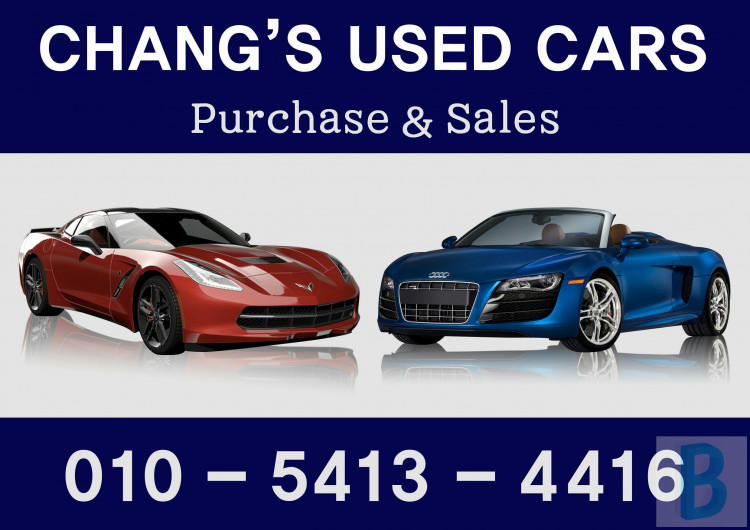 CHANG'S USED CARS
Purchase & Sales
010 - 5413 - 4416
B